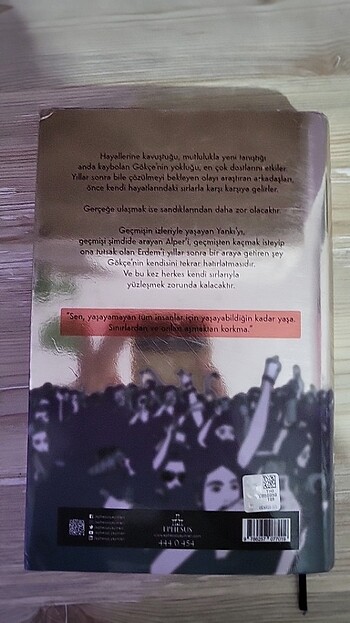 Hayallerine kavuştuğu, mutlulukla yeni tanıştığı
anda kaybolan Gökçe'nin yokluğu, en çok dostlarını etkiler.
Yıllar sonra bile çözülmeyi bekleyen olayı araştıran arkadaşları,
önce kendi hayatlarındaki sırlarla karşı karşıya gelirler.
Gerçeğe ulaşmak ise sandıklarından daha zor olacaktır.
Geçmişin izleriyle yaşayan Yankı'yı,
geçmişi şimdide arayan Alper'i, geçmişten kaçmak isteyip
ona tutsak olan Erdem'i yıllar sonra bir araya getiren şey
Gökçe'nin kendisini tekrar hatırlatmasıdır.
Ve bu kez herkes kendi sırlarıyla
yüzleşmek zorunda kalacaktır.
"Sen, yaşayamayan tüm insanlar için yaşayabildiğin kadar yaşa.
Sınırlardan ve onları aşmaktan korkma."
EPHESUS
444 0 454